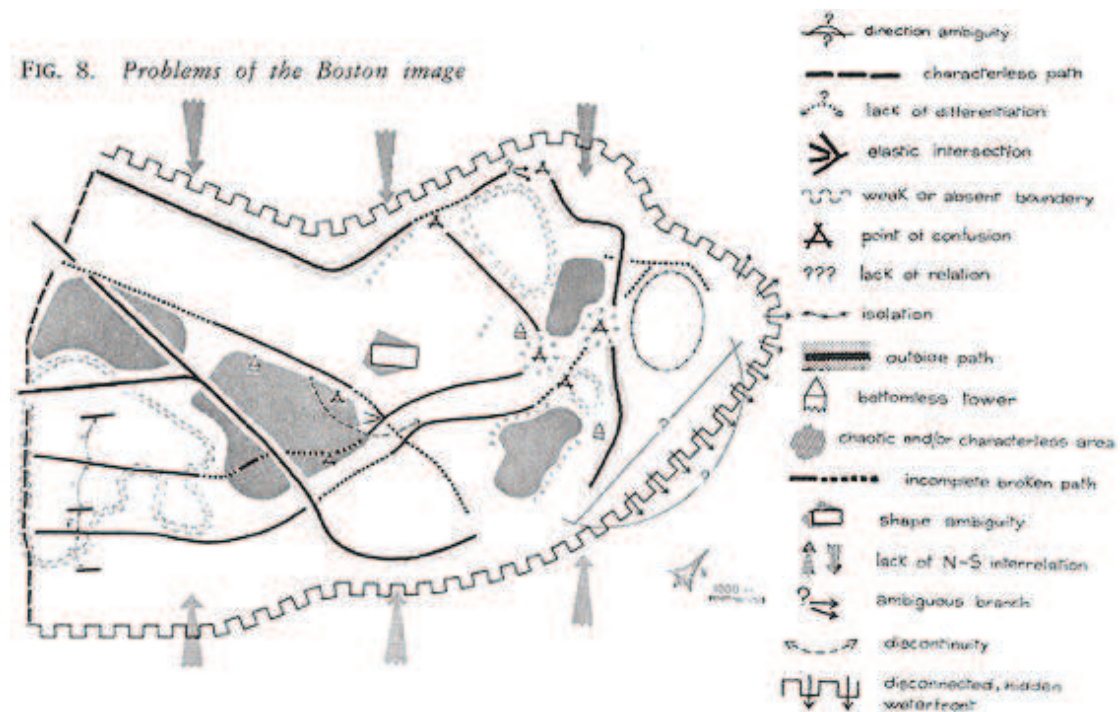 FIG. 8. Problems of the Boston image
direction ambiguity
characterless path
lack of differentiation
elastic intersection
weak or absent boundery
point of confusion
??? lack of relation
isolation
outside path
bottomless tower
chaotic and/or characterless area
incomplete broken path
shape ambiguity
lack of N-S interrelation
ambiguous branch
discontinuity
disconnected, hidden
waterfront
1000